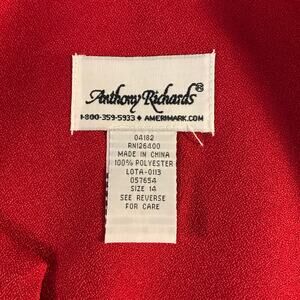 Anthony Richards®
1-800-359-5933 ♦ AMERIMARK.COM
04182
RN126400
MADE IN CHINA
100% POLYESTER
LOTA-0113
057654
SIZE 14
SEE REVERSE
FOR CARE